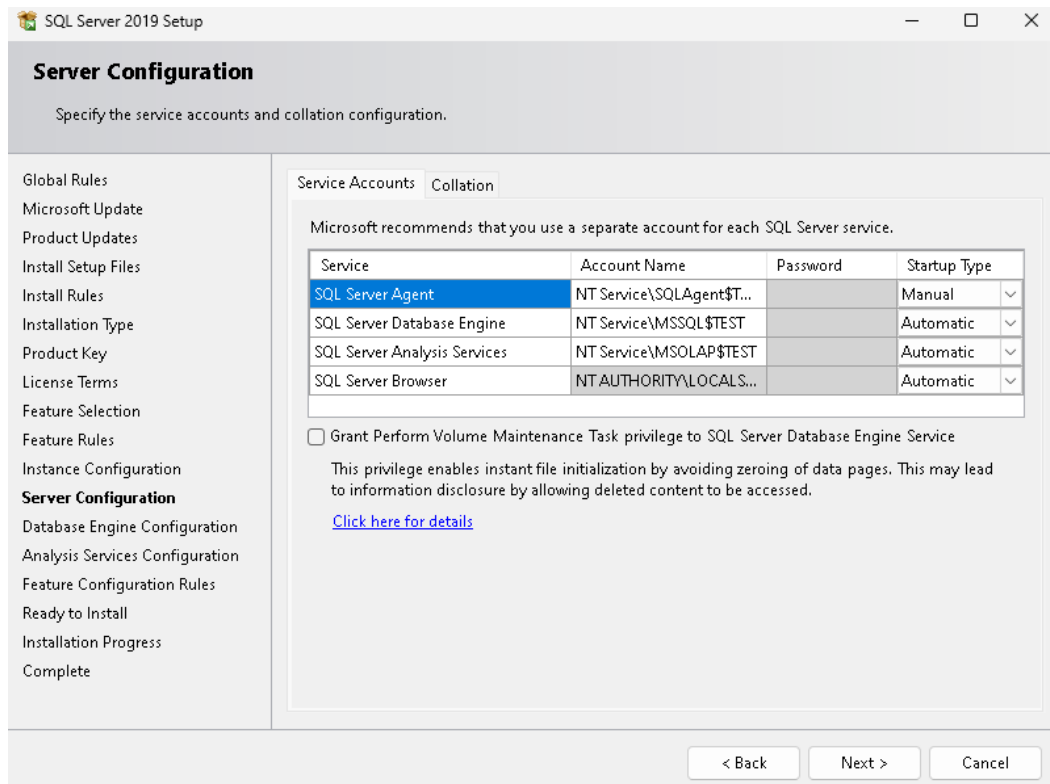 SQL Server 2019 Setup
Server Configuration
Specify the service accounts and collation configuration.
Global Rules
Microsoft Update
Product Updates
Install Setup Files
Install Rules
Installation Type
Product Key
License Terms
Feature Selection
Feature Rules
Instance Configuration
Server Configuration
Database Engine Configuration
Analysis Services Configuration
Feature Configuration Rules
Ready to Install
Installation Progress
Complete
Service Accounts Collation
Microsoft recommends that you use a separate account for each SQL Server service.
Service Account Name Password Startup Type
SQL Server Agent NT Service\SQLAgent$T... Manual
SQL Server Database Engine NT Service\MSSQL$TEST Automatic
SQL Server Analysis Services NT Service\MSOLAP$TEST Automatic
SQL Server Browser NT AUTHORITY\LOCALS... Automatic
Grant Perform Volume Maintenance Task privilege to SQL Server Database Engine Service
This privilege enables instant file initialization by avoiding zeroing of data pages. This may lead
to information disclosure by allowing deleted content to be accessed.
Click here for details
< Back Next > Cancel